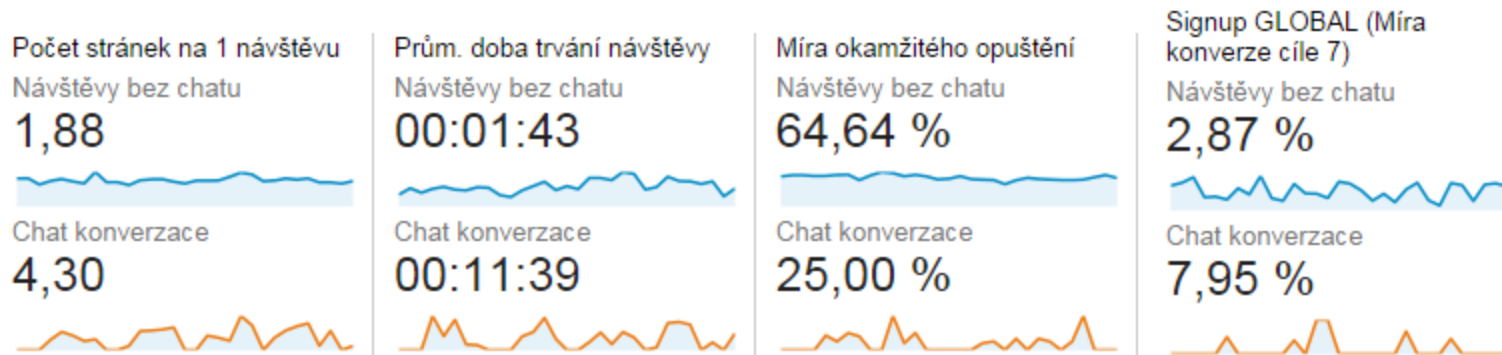 Počet stránek na 1 návštěvu
Návštěvy bez chatu
1,88
Chat konverzace
4,30
Prům. doba trvání návštěvy
Návštěvy bez chatu
00:01:43
Chat konverzace
00:11:39
Míra okamžitého opuštění
Návštěvy bez chatu
64,64 %
Chat konverzace
25,00 %
Signup GLOBAL (Míra
konverze cíle 7)
Návštěvy bez chatu
2,87 %
Chat konverzace
7,95 %